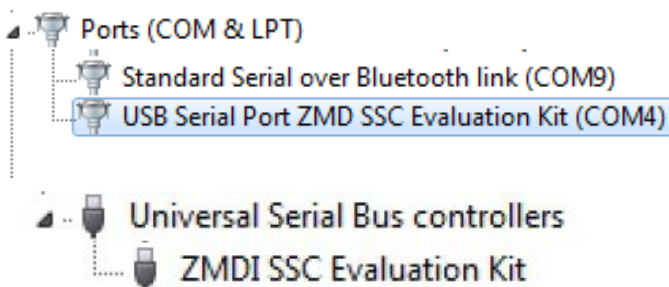 Ports (COM & LPT)
Standard Serial over Bluetooth link (COM9)
USB Serial Port ZMD SSC Evaluation Kit (COM4)
Universal Serial Bus controllers
ZMDI SSC Evaluation Kit